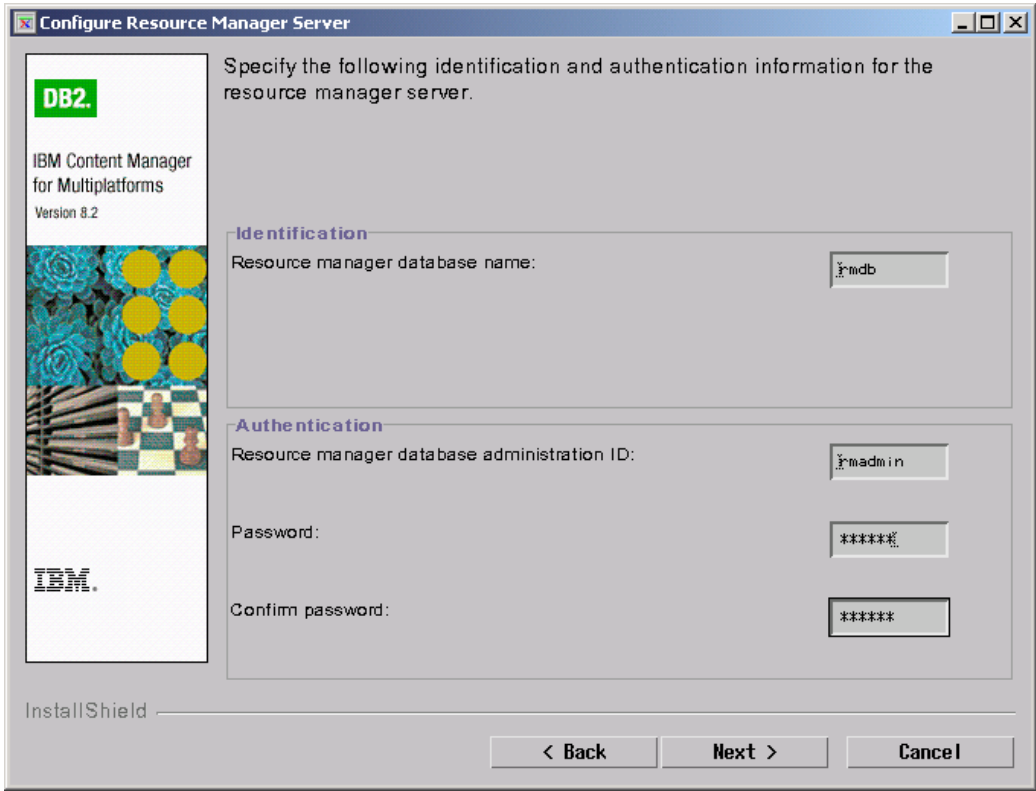 Configure Resource Manager Server
Specify the following identification and authentication information for the
resource manager server.
DB2.
IBM Content Manager
for Multiplatforms
Version 8.2
Identification
Resource manager database name:
rmdb
Authentication
Resource manager database administration ID:
rmadmin
Password:
******
Confirm password:
******
IBM.
InstallShield
< Back
Next >
Cancel